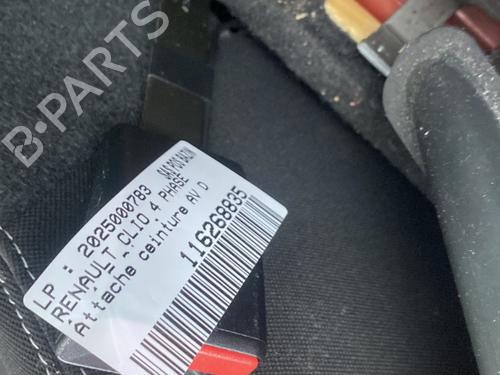 B-PARTS
LP : 2025000783
RENAULT CLIO 4 PHASE
Attache ceinture AV D
116268835